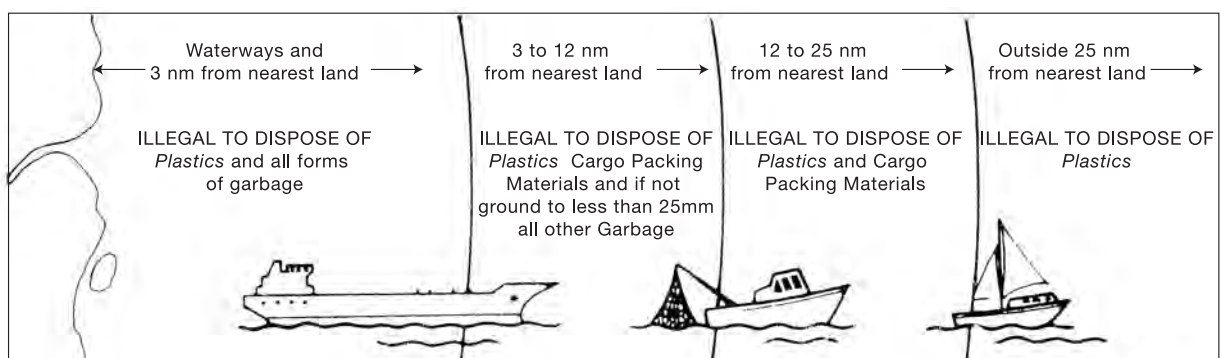 Waterways and
3 nm from nearest land
ILLEGAL TO DISPOSE OF
Plastics and all forms
of garbage
3 to 12 nm
from nearest land
ILLEGAL TO DISPOSE OF
Plastics Cargo Packing
Materials and if not
ground to less than 25mm
all other Garbage
12 to 25 nm
from nearest land
ILLEGAL TO DISPOSE OF
Plastics and Cargo
Packing Materials
Outside 25 nm
from nearest land
ILLEGAL TO DISPOSE OF
Plastics